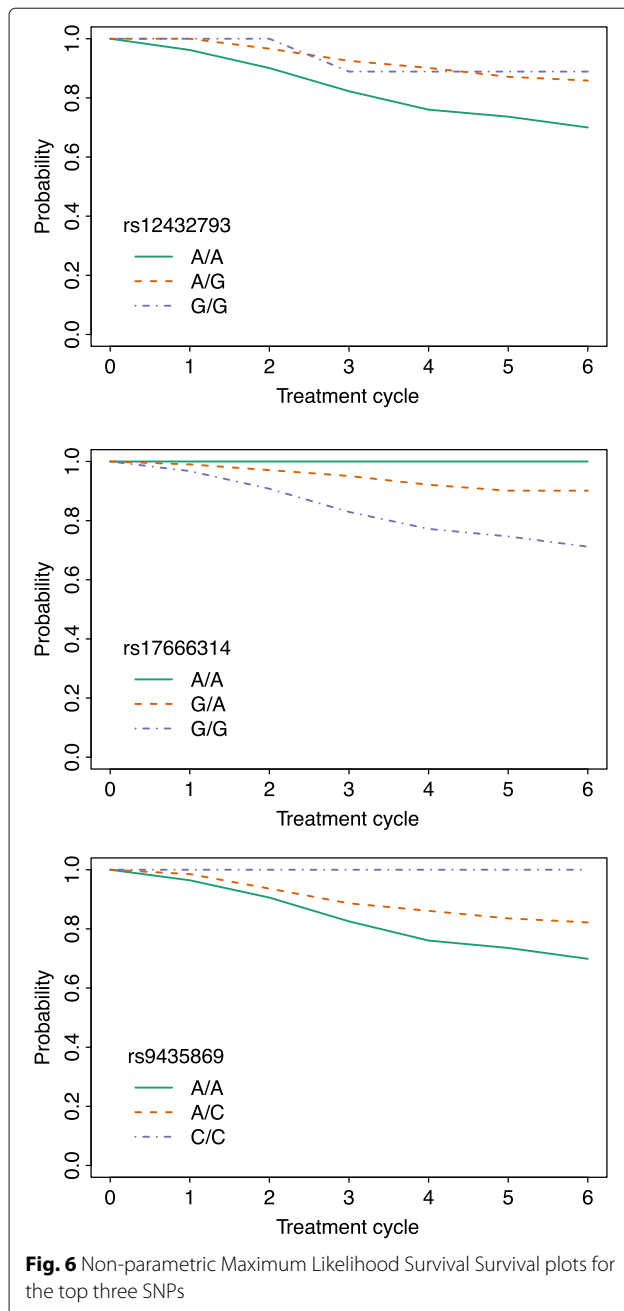 1.0
0.8
0.6
0.4
0.2
0.0
Probability
rs12432793
A/A
A/G
G/G
0 1 2 3 4 5 6
Treatment cycle
1.0
0.8
0.6
0.4
0.2
0.0
Probability
rs17666314
A/A
G/A
G/G
0 1 2 3 4 5 6
Treatment cycle
1.0
0.8
0.6
0.4
0.2
0.0
Probability
rs9435869
A/A
A/C
C/C
0 1 2 3 4 5 6
Treatment cycle
Fig. 6 Non-parametric Maximum Likelihood Survival Survival plots for
the top three SNPs